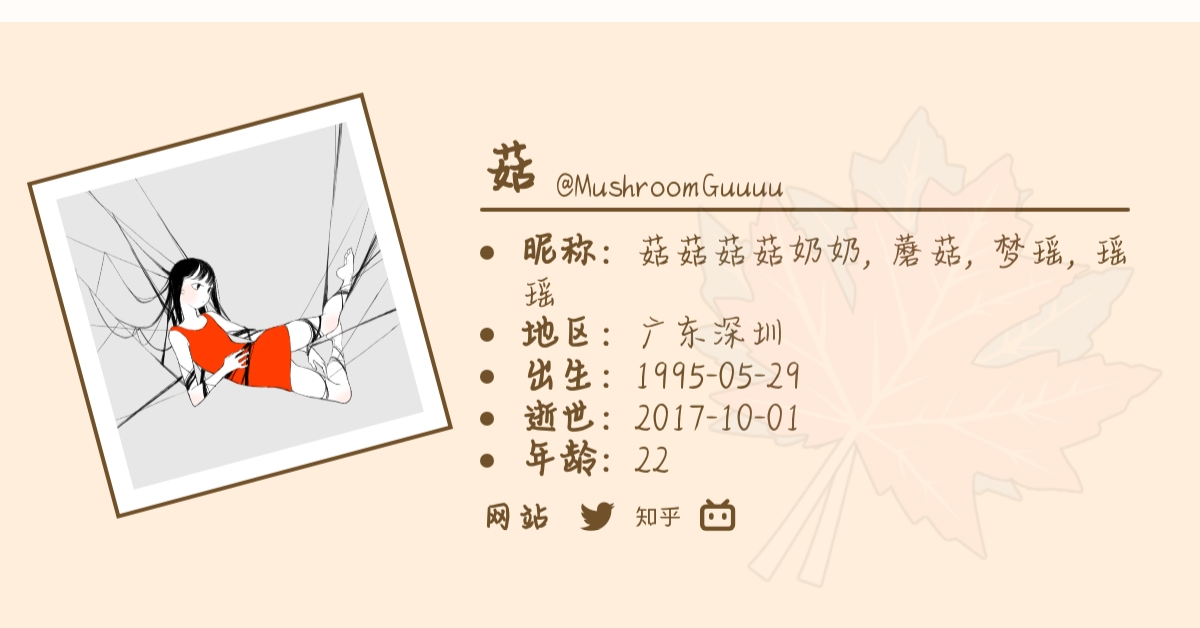 菇 @MushroomGuuuu
昵称： 菇菇菇菇奶奶, 蘑菇, 梦瑶, 瑶
瑶
地区： 广东深圳
出生： 1995-05-29
逝世： 2017-10-01
年龄： 22
网站 知乎